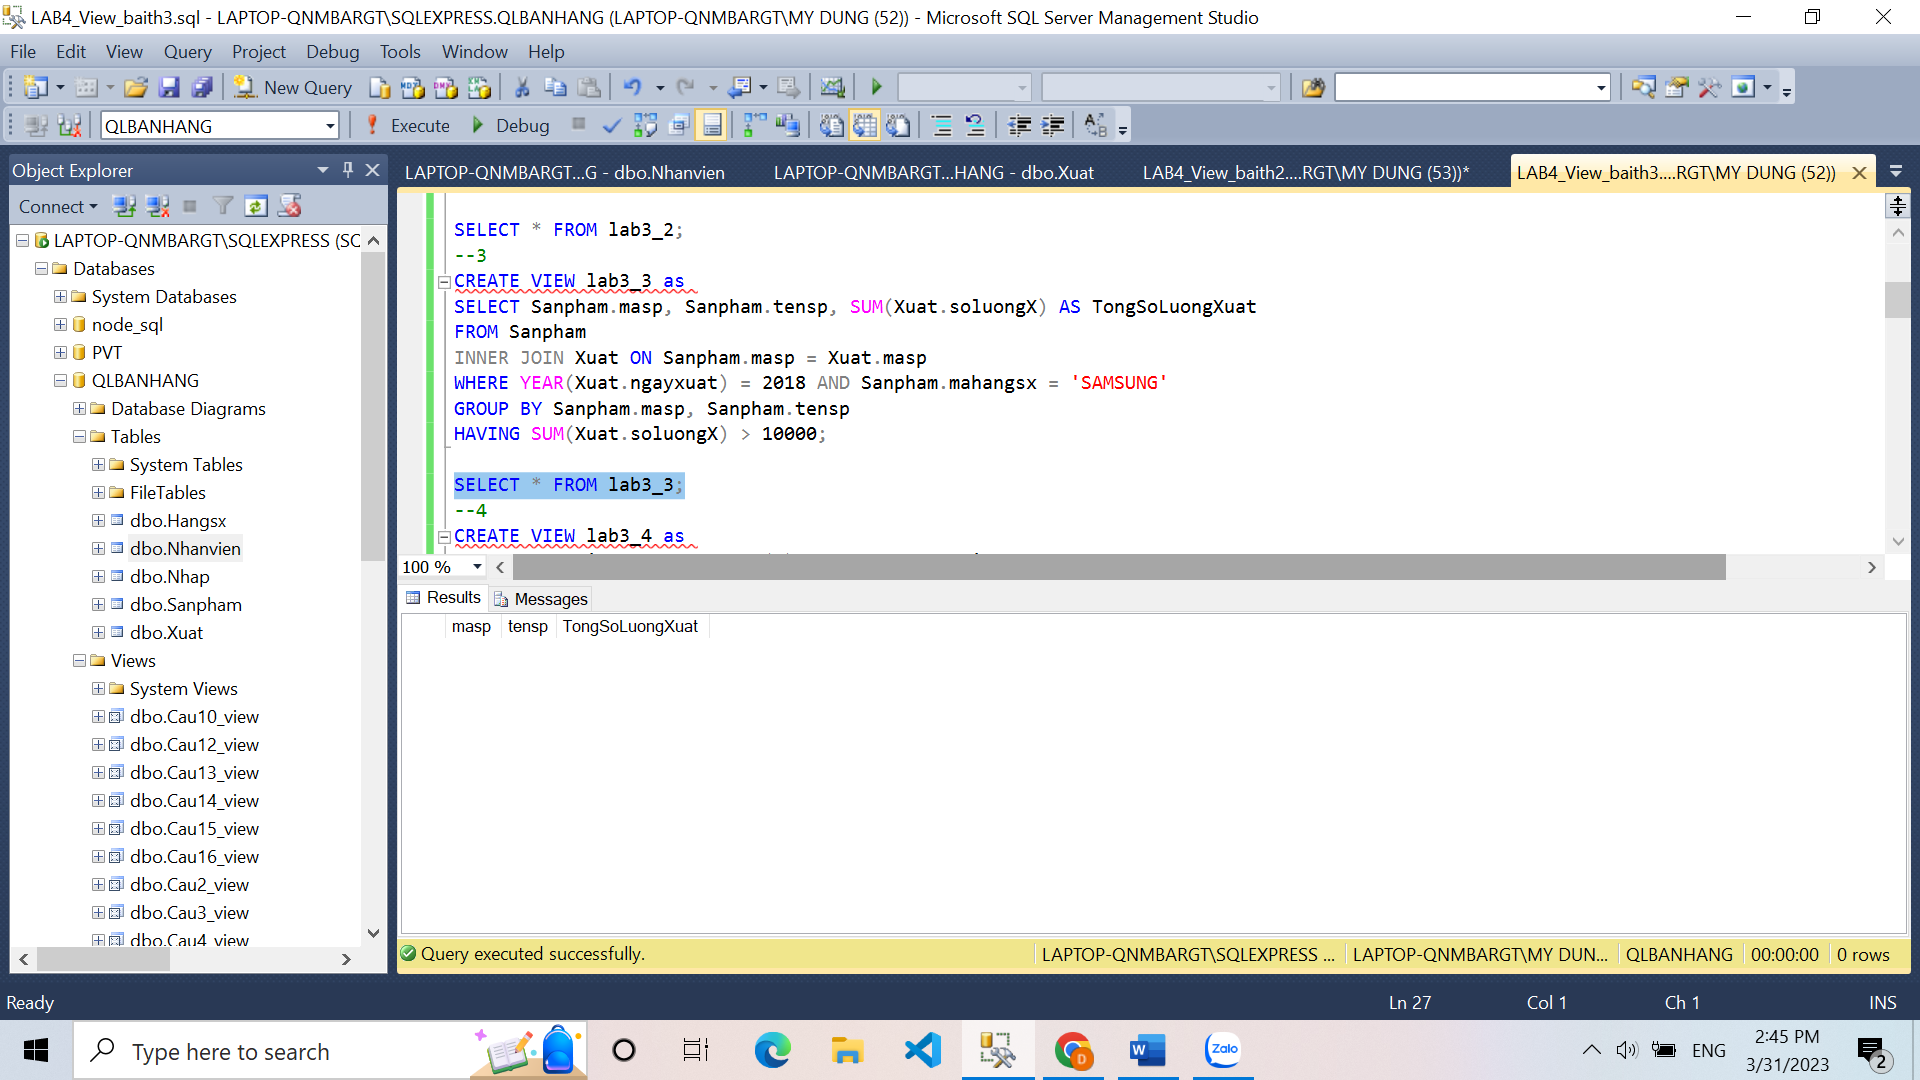 LAB4_View_baith3.sql - LAPTOP-QNMBARGT\SQLEXPRESS.QLBANHANG (LAPTOP-QNMBARGT\MY DUNG (52)) - Microsoft SQL Server Management Studio
File Edit View Query Project Debug Tools Window Help
New Query
QLBANHANG
Execute
Debug
Object Explorer
Connect
LAPTOP-QNMBARGT\SQLEXPRESS (SC
Databases
System Databases
node_sql
PVT
QLBANHANG
Database Diagrams
Tables
System Tables
FileTables
dbo.Hangsx
dbo.Nhanvien
dbo.Nhap
dbo.Sanpham
dbo.Xuat
Views
System Views
dbo.Cau10_view
dbo.Cau12_view
dbo.Cau13_view
dbo.Cau14_view
dbo.Cau15_view
dbo.Cau16_view
dbo.Cau2_view
dbo.Cau3_view
dbo.Cau4_view
LAPTOP-QNMBARGT...G - dbo.Nhanvien
LAPTOP-QNMBARGT...HANG - dbo.Xuat
LAB4_View_baith2....RGT\MY DUNG (53))*
LAB4_View_baith3....RGT\MY DUNG (52))
SELECT * FROM lab3_2;
--3
CREATE VIEW lab3_3 as
SELECT Sanpham.masp, Sanpham.tensp, SUM(Xuat.soluongX) AS TongSoLuongXuat
FROM Sanpham
INNER JOIN Xuat ON Sanpham.masp = Xuat.masp
WHERE YEAR(Xuat.ngayxuat) = 2018 AND Sanpham.mahangsx = 'SAMSUNG'
GROUP BY Sanpham.masp, Sanpham.tensp
HAVING SUM(Xuat.soluongX) > 10000;
SELECT * FROM lab3_3;
--4
CREATE VIEW lab3_4 as
100 %
Results Messages
masp tensp TongSoLuongXuat
Query executed successfully.
LAPTOP-QNMBARGT\SQLEXPRESS ...
LAPTOP-QNMBARGT\MY DUN...
QLBANHANG
00:00:00
0 rows
Ready
Ln 27
Col 1
Ch 1
INS
Type here to search
Zalo
ENG
2:45 PM
3/31/2023
2